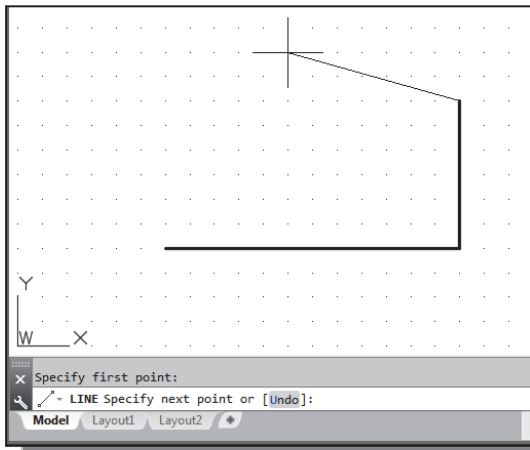 Y
W X
Specify first point:
LINE Specify next point or [Undo]:
Model Layout1 Layout2 +